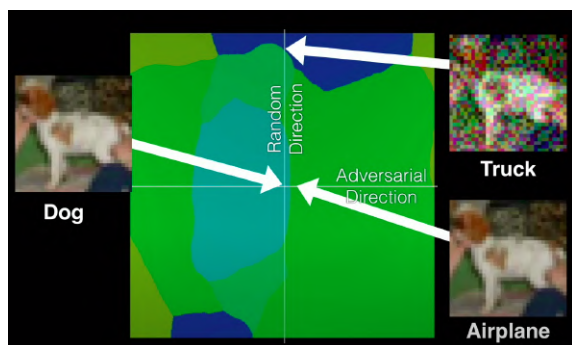 Random
Direction
Truck
Adversarial
Direction
Dog
Airplane